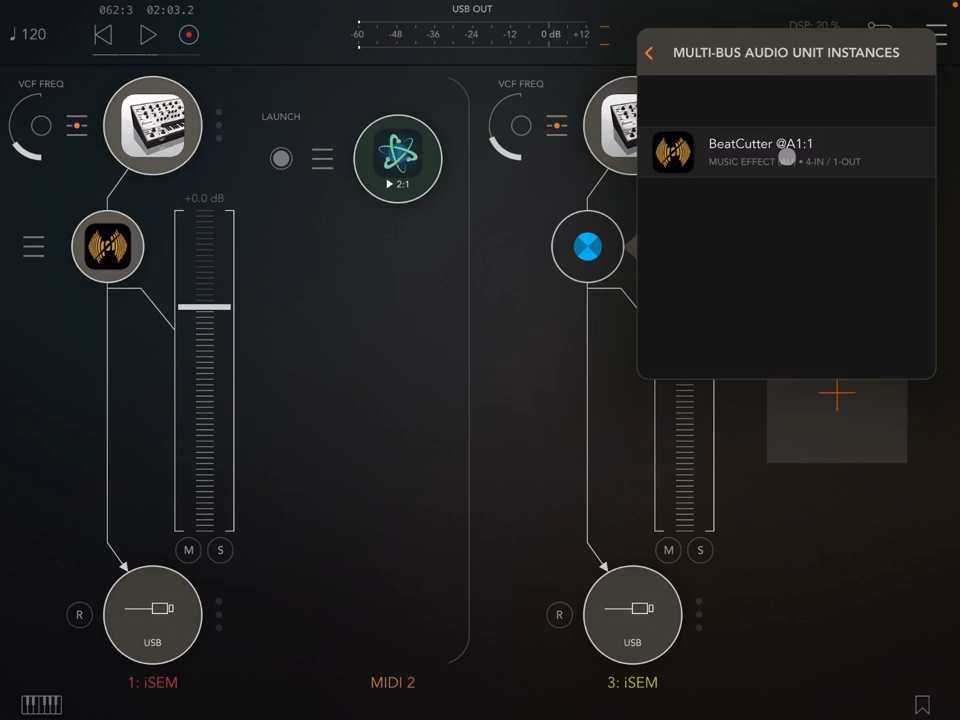 062:3 02:03.2
♩120
USB OUT
-60 -48 -36 -24 -12 0 dB +12
DSP: 20 %
MULTI-BUS AUDIO UNIT INSTANCES
BeatCutter @A1:1
MUSIC EFFECT (AU) • 4-IN / 1-OUT
VCF FREQ
LAUNCH
VCF FREQ
2:1
+0.0 dB
M S
M S
R
USB
R
USB
1: iSEM
MIDI 2
3: iSEM